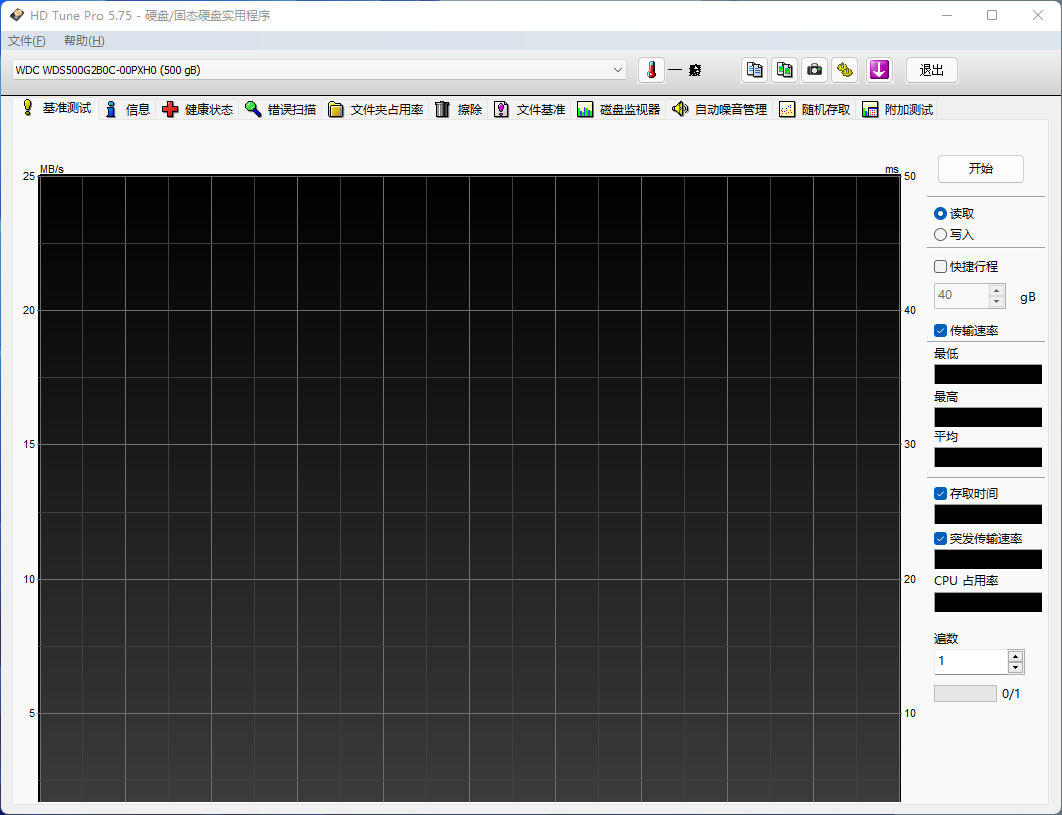 HD Tune Pro 5.75 - 硬盘/固态硬盘实用程序
文件(F) 帮助(H)
WDC WDS500G2B0C-00PXH0 (500 gB)
退出
基准测试 信息 健康状态 错误扫描 文件夹占用率 擦除 文件基准 磁盘监视器 自动噪音管理 随机存取 附加测试
MB/s
ms
25
20
15
10
5
50
40
30
20
10
开始
读取
写入
快捷行程
40 gB
传输速率
最低
最高
平均
存取时间
突发传输速率
CPU 占用率
遍数
1
0/1